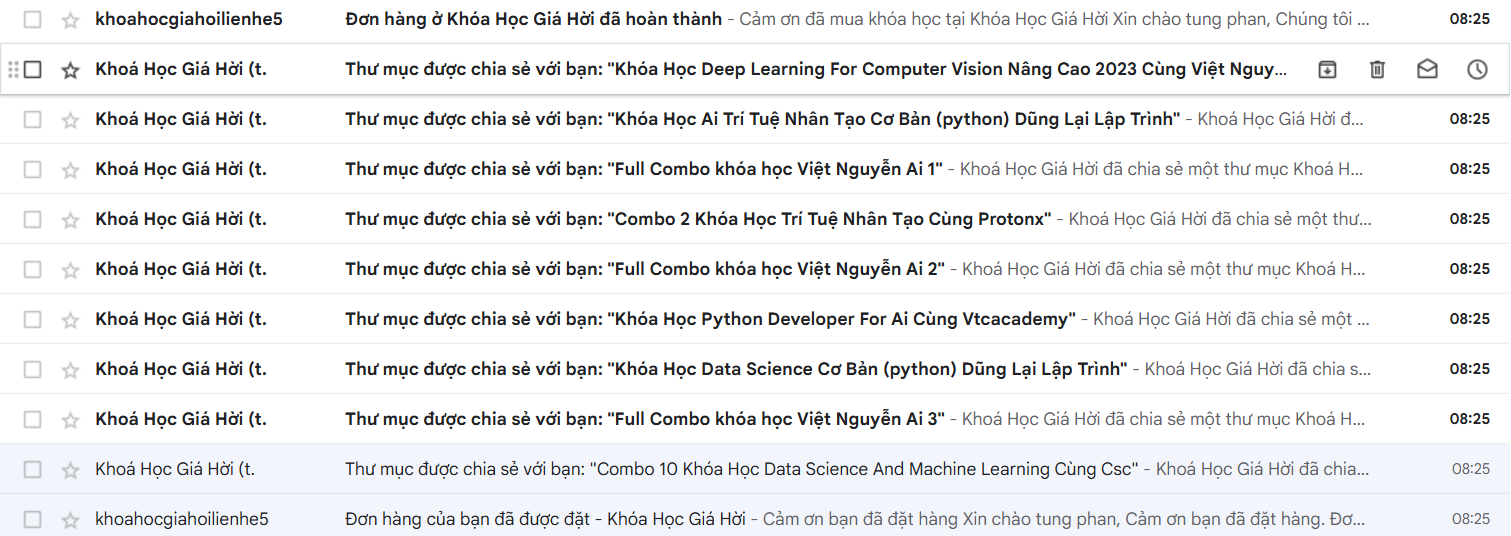 khoahocgiahoilienhe5 Đơn hàng ở Khóa Học Giá Hời đã hoàn thành - Cảm ơn đã mua khóa học tại Khóa Học Giá Hời Xin chào tung phan, Chúng tôi ... 08:25
Khoá Học Giá Hời (t. Thư mục được chia sẻ với bạn: "Khóa Học Deep Learning For Computer Vision Nâng Cao 2023 Cùng Việt Nguy...
Khoá Học Giá Hời (t. Thư mục được chia sẻ với bạn: "Khóa Học Ai Trí Tuệ Nhân Tạo Cơ Bản (python) Dũng Lại Lập Trình" - Khoá Học Giá Hời đ... 08:25
Khoá Học Giá Hời (t. Thư mục được chia sẻ với bạn: "Full Combo khóa học Việt Nguyễn Ai 1" - Khoá Học Giá Hời đã chia sẻ một thư mục Khoá H... 08:25
Khoá Học Giá Hời (t. Thư mục được chia sẻ với bạn: "Combo 2 Khóa Học Trí Tuệ Nhân Tạo Cùng Protonx" - Khoá Học Giá Hời đã chia sẻ một thư... 08:25
Khoá Học Giá Hời (t. Thư mục được chia sẻ với bạn: "Full Combo khóa học Việt Nguyễn Ai 2" - Khoá Học Giá Hời đã chia sẻ một thư mục Khoá H... 08:25
Khoá Học Giá Hời (t. Thư mục được chia sẻ với bạn: "Khóa Học Python Developer For Ai Cùng Vtcacademy" - Khoá Học Giá Hời đã chia sẻ một ... 08:25
Khoá Học Giá Hời (t. Thư mục được chia sẻ với bạn: "Khóa Học Data Science Cơ Bản (python) Dũng Lại Lập Trình" - Khoá Học Giá Hời đã chia s... 08:25
Khoá Học Giá Hời (t. Thư mục được chia sẻ với bạn: "Full Combo khóa học Việt Nguyễn Ai 3" - Khoá Học Giá Hời đã chia sẻ một thư mục Khoá H... 08:25
Khoá Học Giá Hời (t. Thư mục được chia sẻ với bạn: "Combo 10 Khóa Học Data Science And Machine Learning Cùng Csc" - Khoá Học Giá Hời đã chia... 08:25
khoahocgiahoilienhe5 Đơn hàng của bạn đã được đặt - Khóa Học Giá Hời - Cảm ơn bạn đã đặt hàng Xin chào tung phan, Cảm ơn bạn đã đặt hàng. Đơ... 08:25